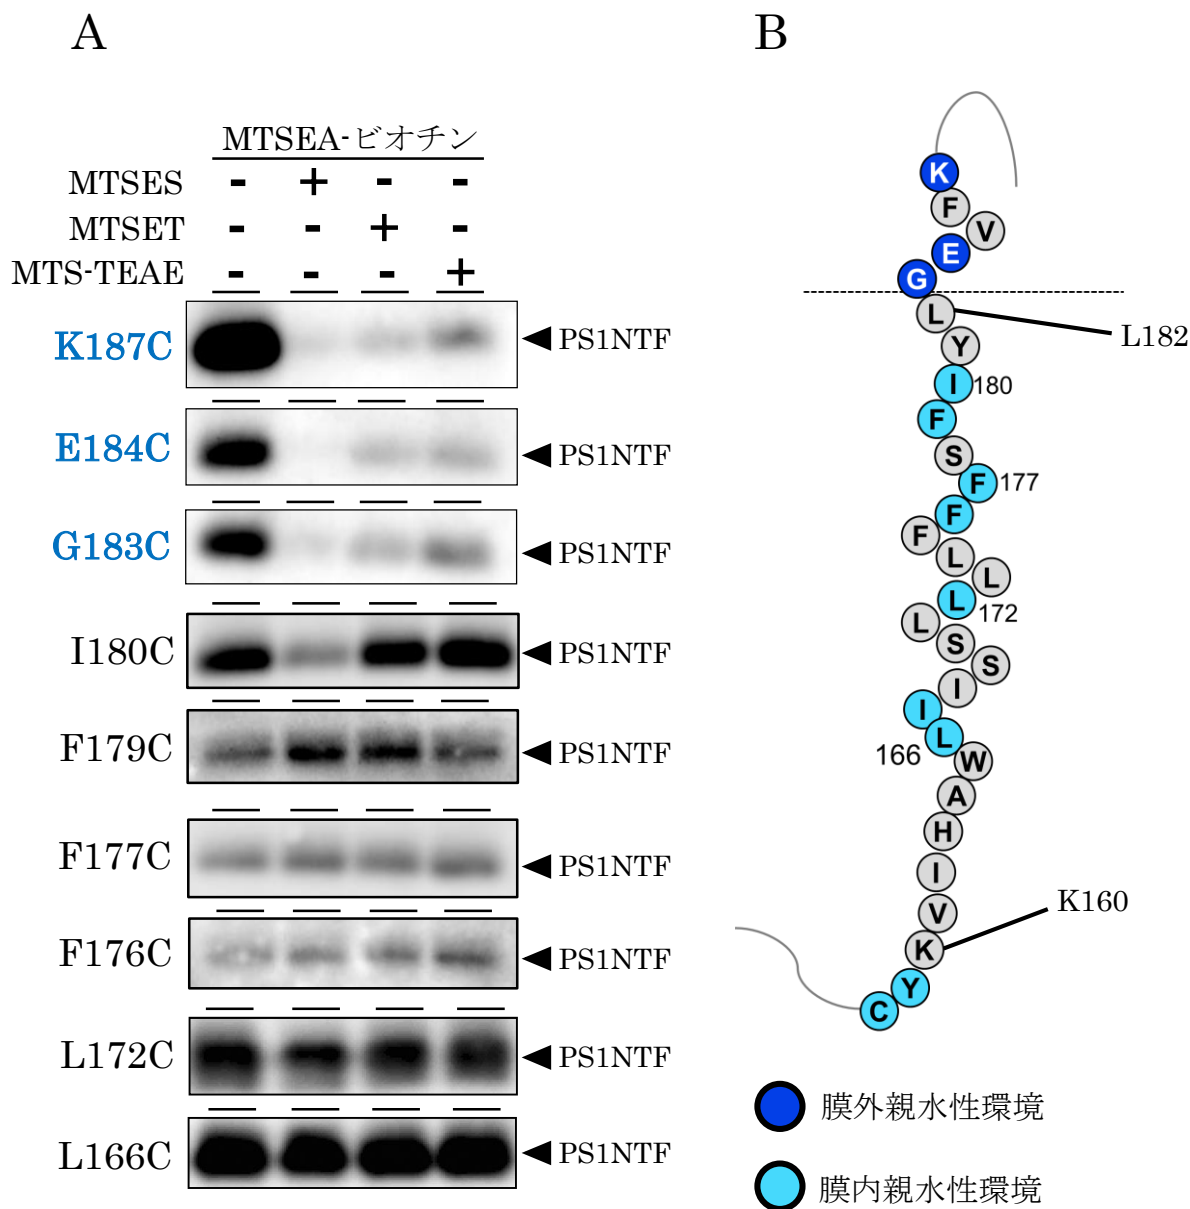 A
MTSEA-ビオチン
MTSES - + - -
MTSET - - + -
MTS-TEAE - - - +
K187C PS1NTF
E184C PS1NTF
G183C PS1NTF
I180C PS1NTF
F179C PS1NTF
F177C PS1NTF
F176C PS1NTF
L172C PS1NTF
L166C PS1NTF
B
K
F
V
E
G
L
L182
Y
I 180
F
S
F 177
F
F
L
L
L 172
L
S
S
I
I
166 L
W
A
H
I
V
K160
K
Y
C
膜外親水性環境
膜内親水性環境